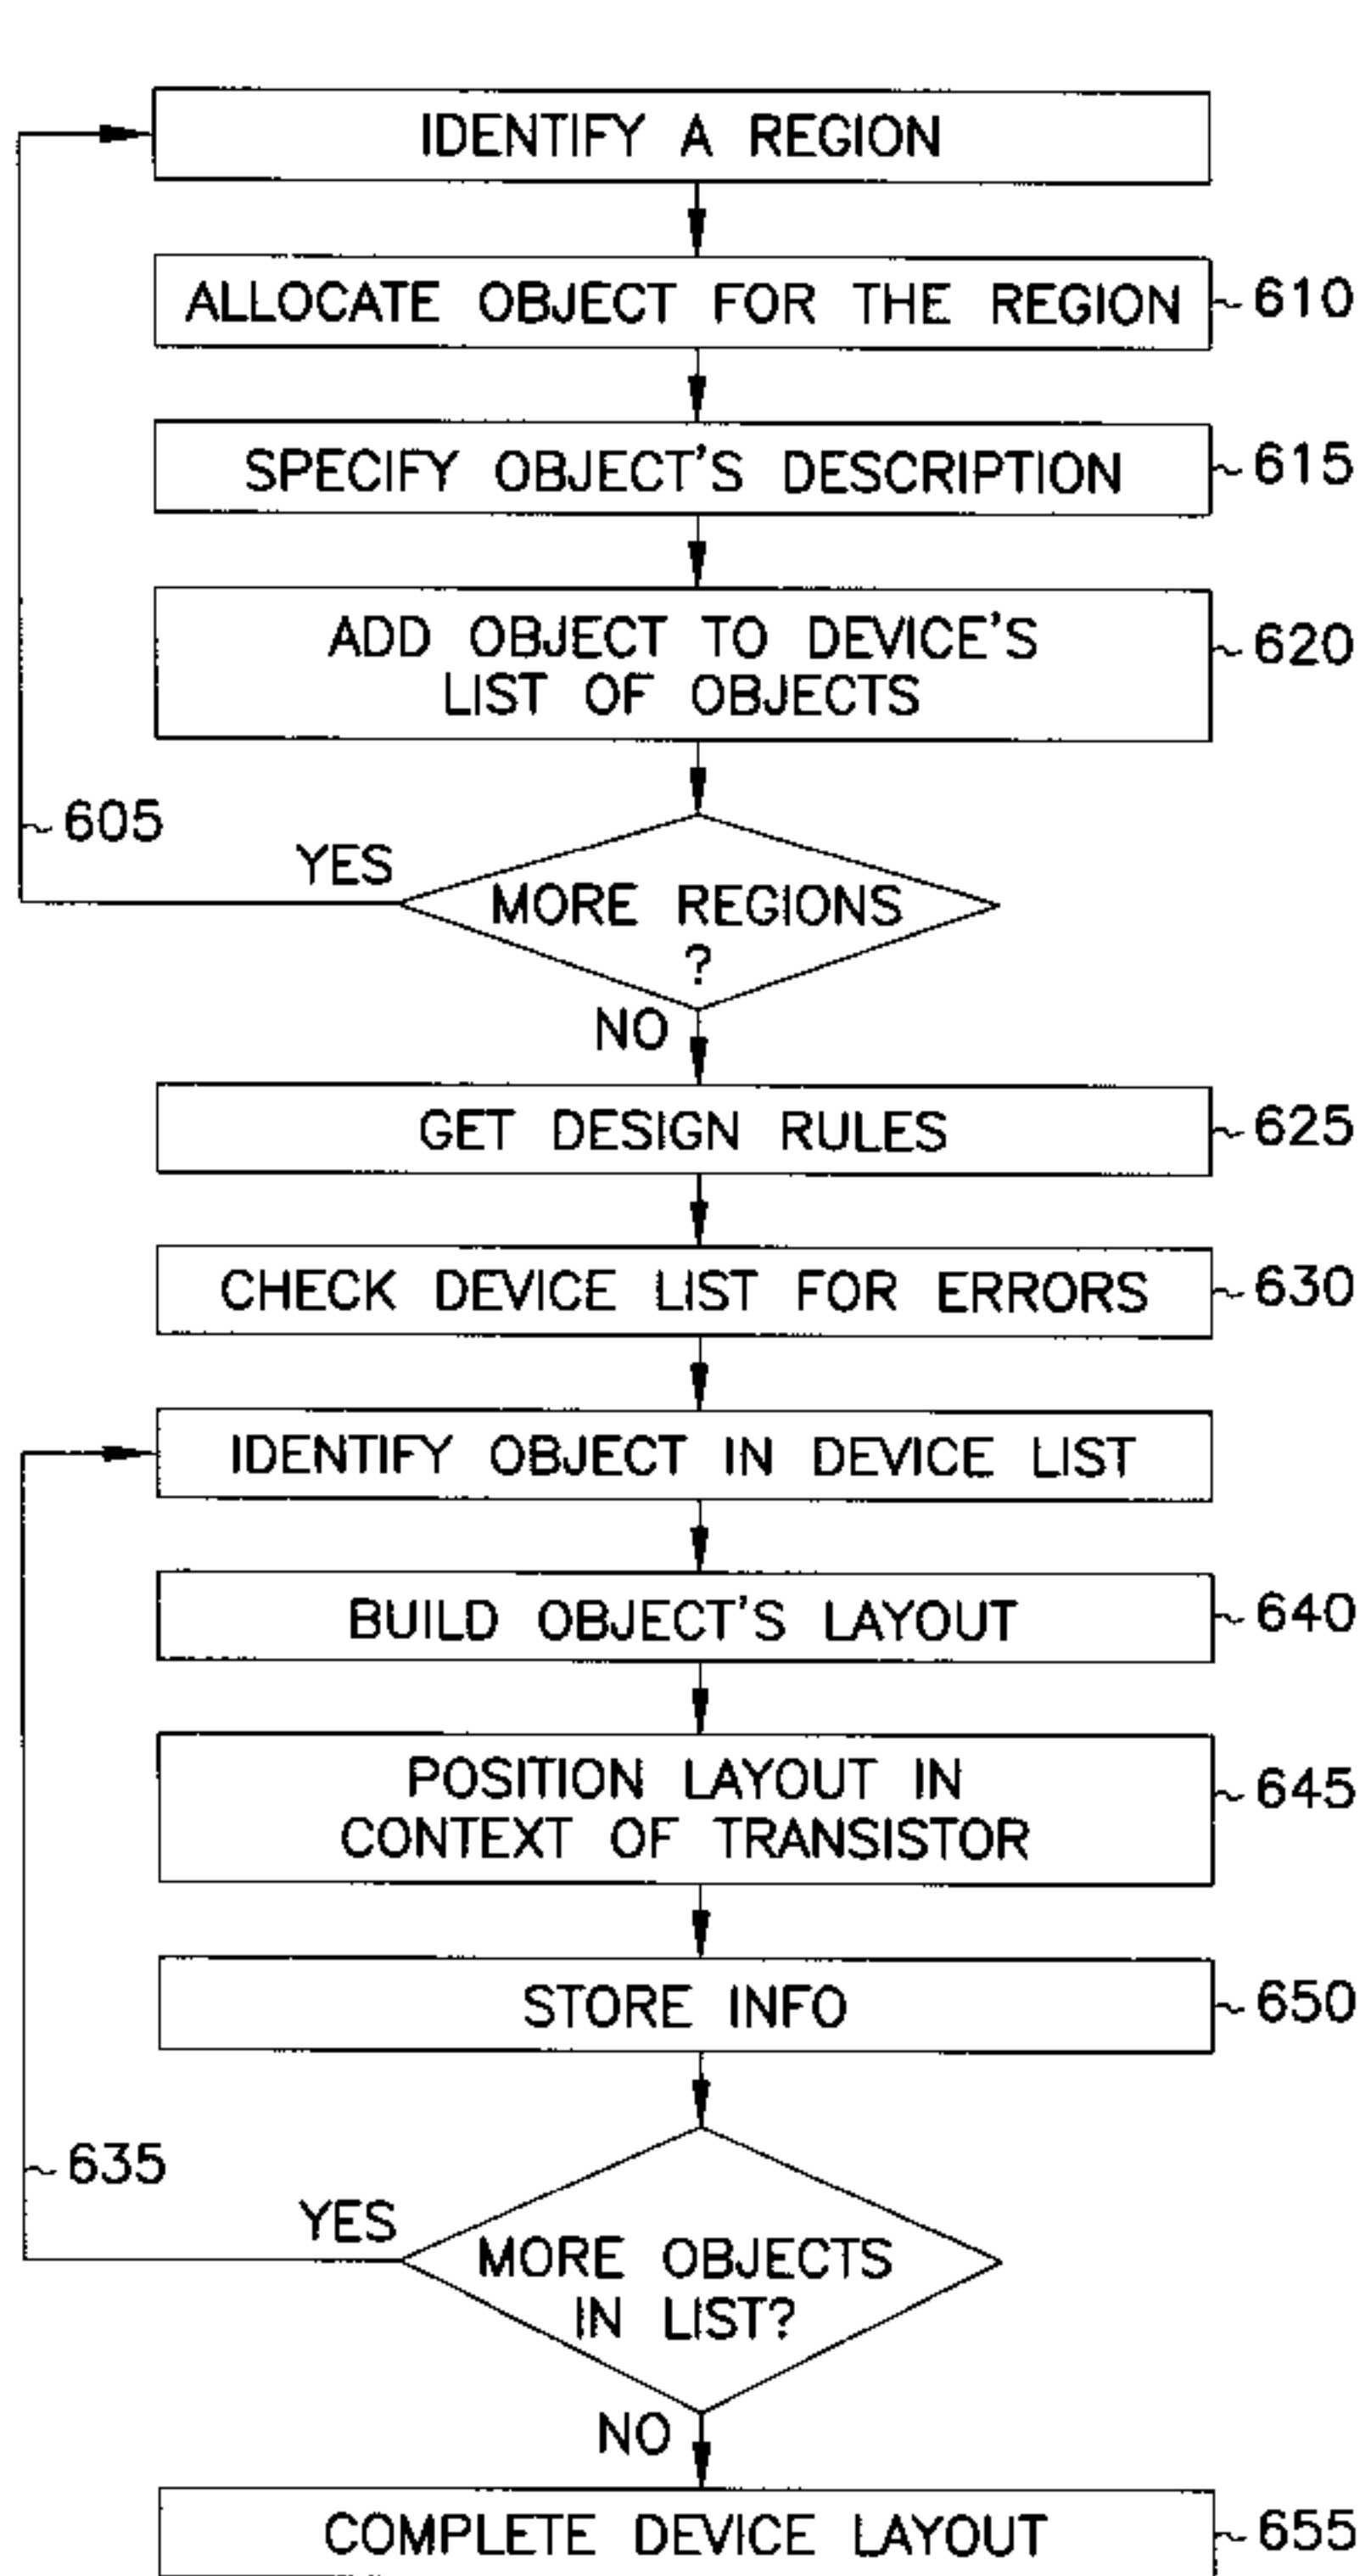 IDENTIFY A REGION
ALLOCATE OBJECT FOR THE REGION
610
SPECIFY OBJECT'S DESCRIPTION
615
ADD OBJECT TO DEVICE'S
LIST OF OBJECTS
620
605
YES
MORE REGIONS
?
NO
GET DESIGN RULES
625
CHECK DEVICE LIST FOR ERRORS
630
IDENTIFY OBJECT IN DEVICE LIST
BUILD OBJECT'S LAYOUT
640
POSITION LAYOUT IN
CONTEXT OF TRANSISTOR
645
STORE INFO
650
635
YES
MORE OBJECTS
IN LIST?
NO
COMPLETE DEVICE LAYOUT
655